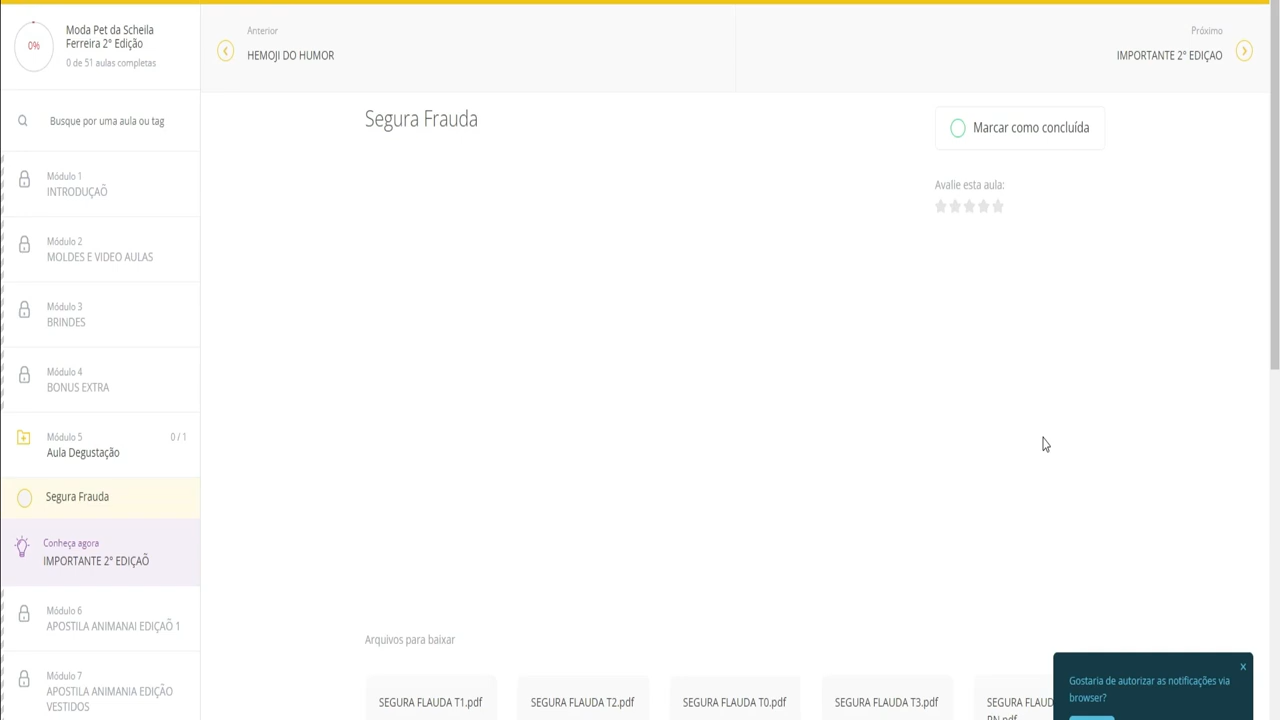 0%
Moda Pet da Scheila
Ferreira 2° Edição
0 de 51 aulas completas
Anterior
HEMOJI DO HUMOR
Próximo
IMPORTANTE 2° EDIÇAO
Busque por uma aula ou tag
Módulo 1
INTRODUÇAÕ
Módulo 2
MOLDES E VIDEO AULAS
Módulo 3
BRINDES
Módulo 4
BONUS EXTRA
Módulo 5
0 / 1
Aula Degustação
Segura Frauda
Conheça agora
IMPORTANTE 2° EDIÇAÕ
Módulo 6
APOSTILA ANIMANAI EDIÇAÕ 1
Módulo 7
APOSTILA ANIMANIA EDIÇÃO
VESTIDOS
Segura Frauda
Marcar como concluída
Avalie esta aula:
Arquivos para baixar
SEGURA FLAUDA T1.pdf
SEGURA FLAUDA T2.pdf
SEGURA FLAUDA T0.pdf
SEGURA FLAUDA T3.pdf
SEGURA FLAUD
RN.pdf
x
Gostaria de autorizar as notificações via
browser?